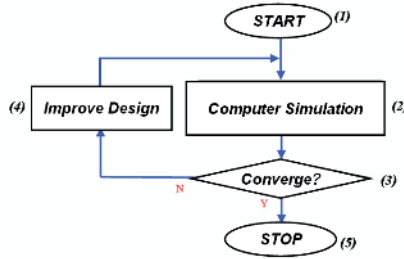 START (1)
(4) Improve Design
Computer Simulation (2)
Converge? (3)
N
Y
STOP (5)